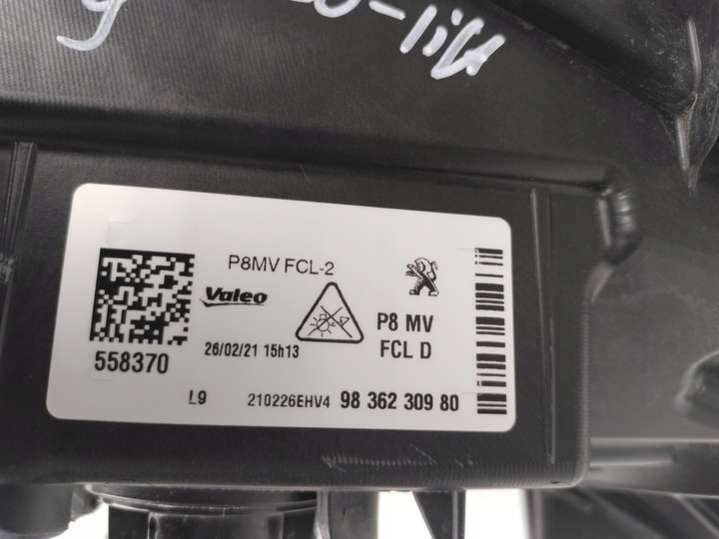 P8MV FCL-2
Valeo
26/02/21 15h13
P8 MV
FCL D
558370
L9
210226EHV4 98 362 309 80